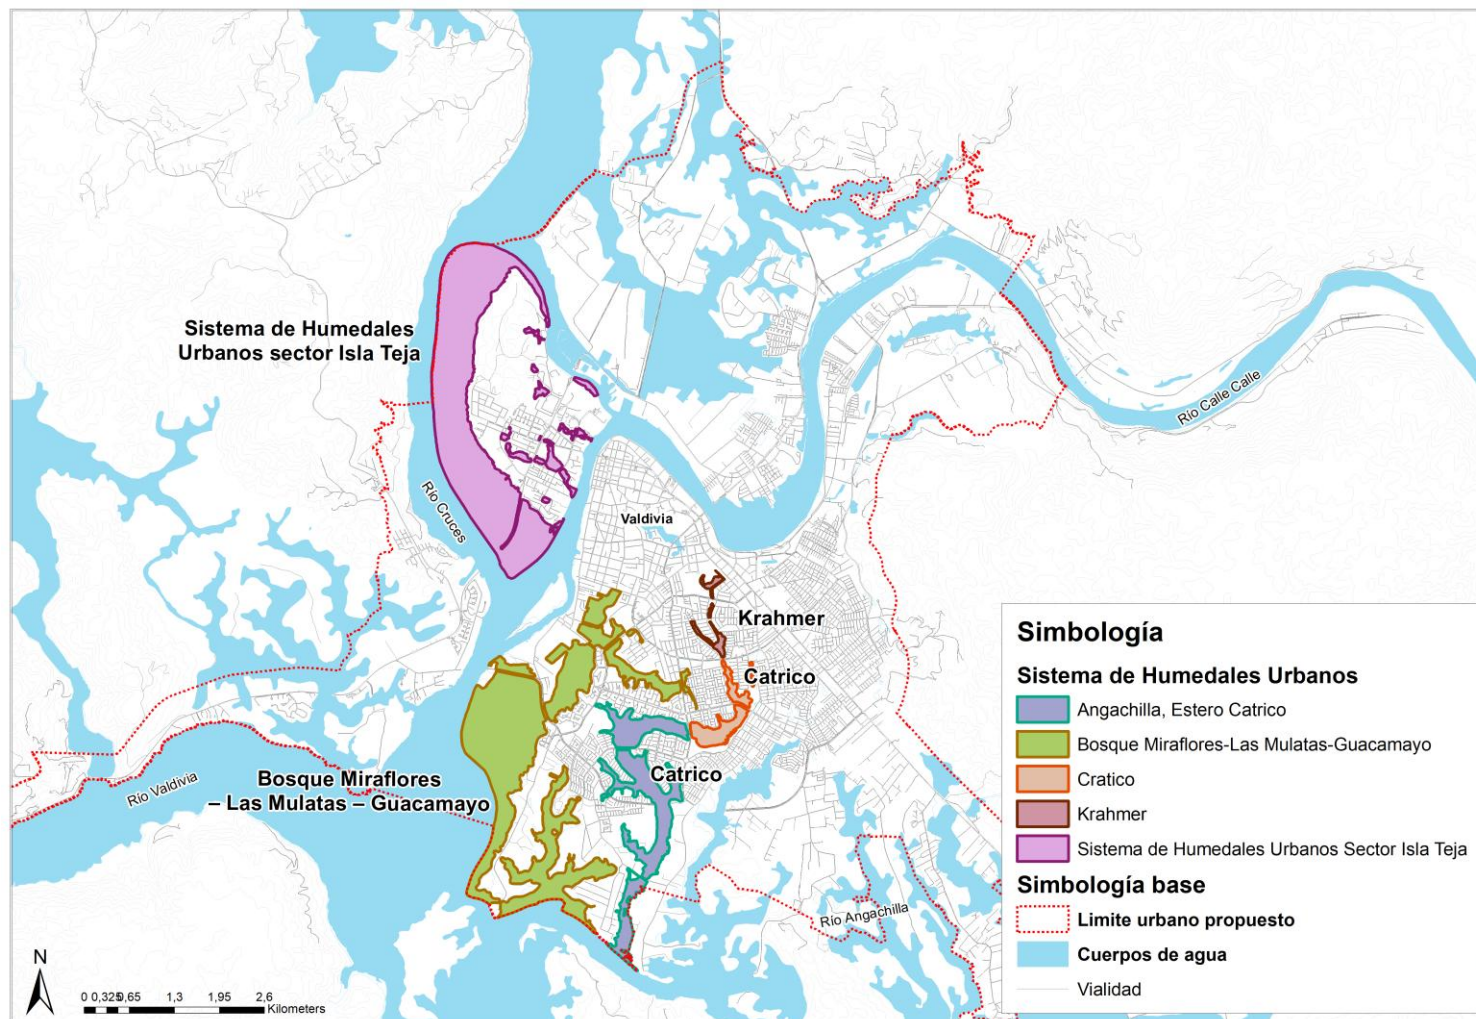 Sistema de Humedales
Urbanos sector Isla Teja
Río Cruces
Río Calle Calle
Valdivia
Krahmer
Catrico
Catrico
Bosque Miraflores
– Las Mulatas – Guacamayo
Río Valdivia
Río Angachilla
N
0 0,325 0,65 1,3 1,95 2,6
Kilometers
Simbología
Sistema de Humedales Urbanos
Angachilla, Estero Catrico
Bosque Miraflores-Las Mulatas-Guacamayo
Cratico
Krahmer
Sistema de Humedales Urbanos Sector Isla Teja
Simbología base
Limite urbano propuesto
Cuerpos de agua
Vialidad